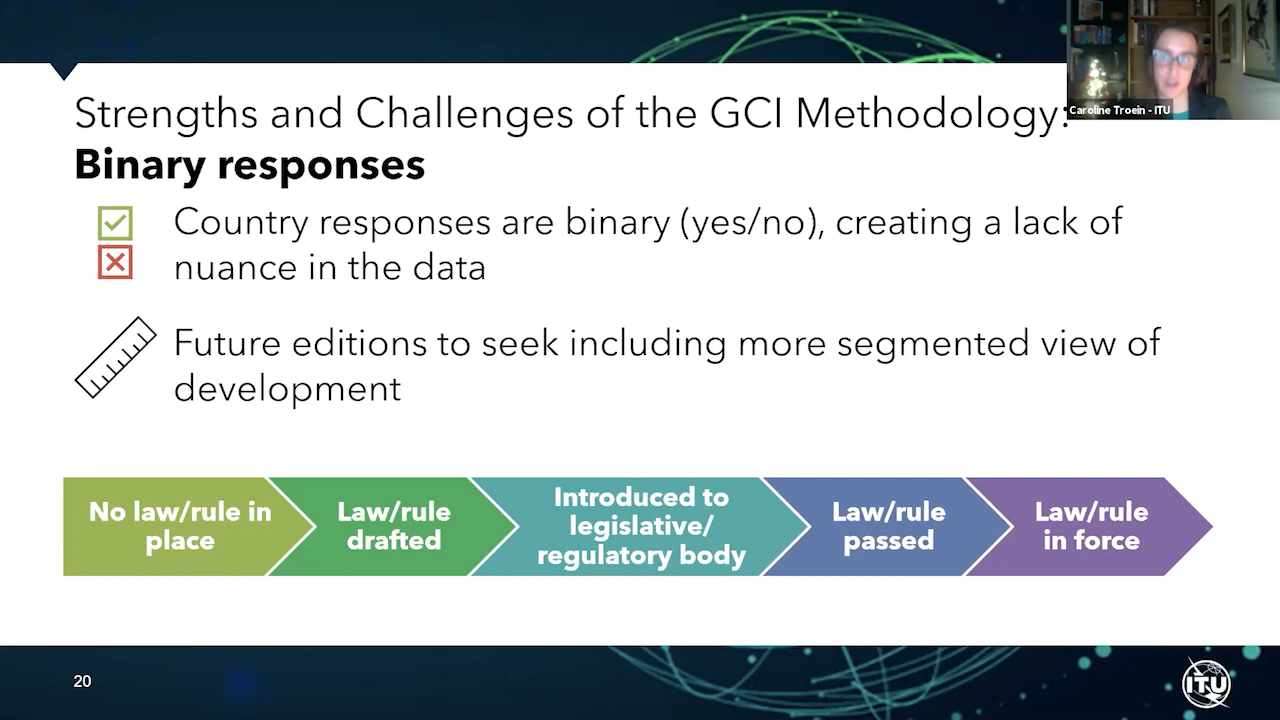 Caroline Troein - ITU
Strengths and Challenges of the GCI Methodology:
Binary responses
Country responses are binary (yes/no), creating a lack of
nuance in the data
Future editions to seek including more segmented view of
development
No law/rule in
place
Law/rule
drafted
Introduced to
legislative/
regulatory body
Law/rule
passed
Law/rule
in force
20
ITU